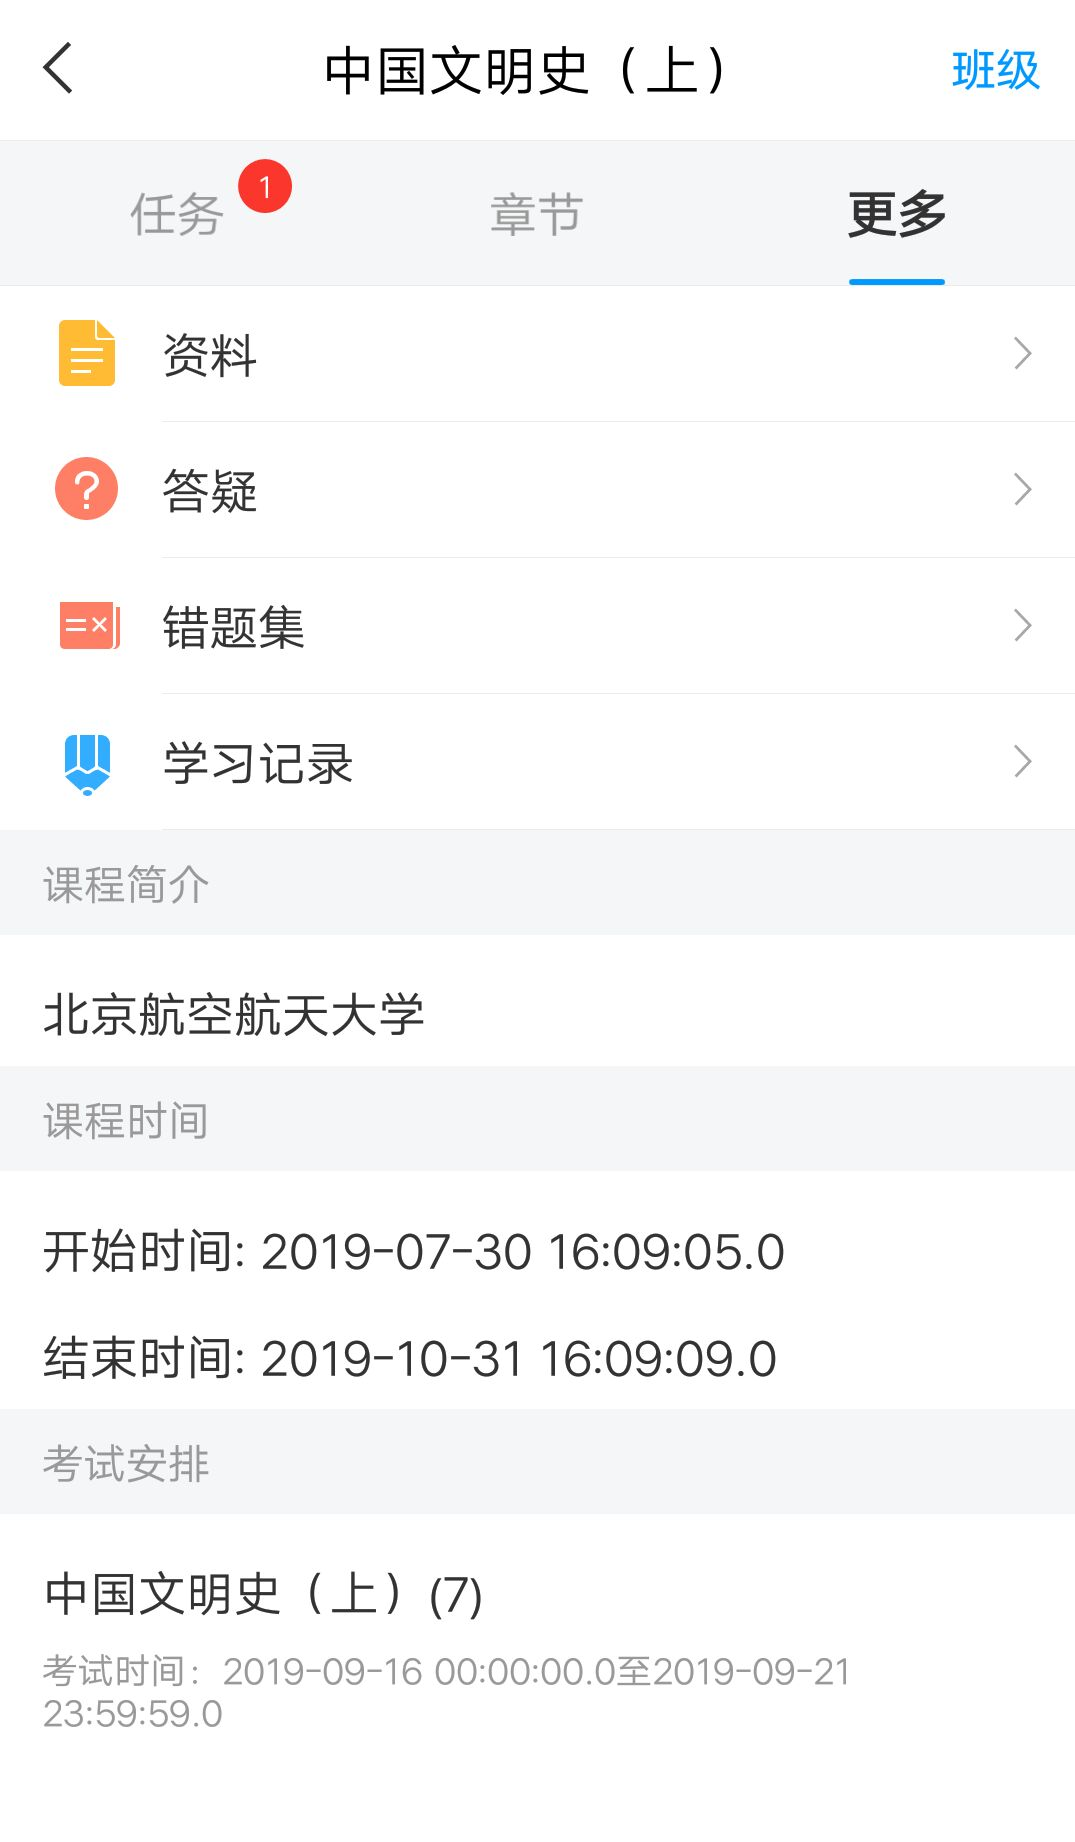 中国文明史（上）
班级
任务
1
章节
更多
资料
答疑
错题集
学习记录
课程简介
北京航空航天大学
课程时间
开始时间: 2019-07-30 16:09:05.0
结束时间: 2019-10-31 16:09:09.0
考试安排
中国文明史（上）(7)
考试时间：2019-09-16 00:00:00.0至2019-09-21
23:59:59.0